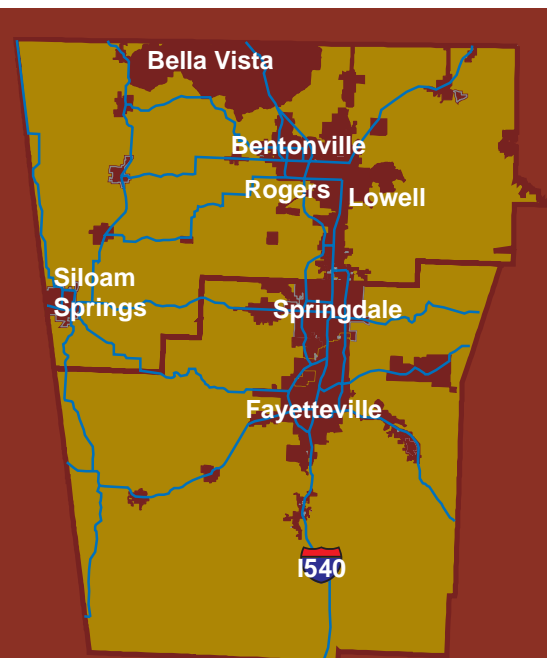 Bella Vista
Bentonville
Rogers
Lowell
Siloam
Springs
Springdale
Fayetteville
I540